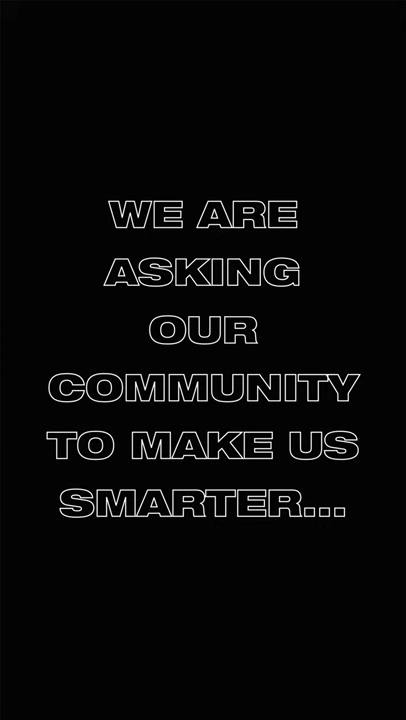 WE ARE
ASKING
OUR
COMMUNITY
TO MAKE US
SMARTER...